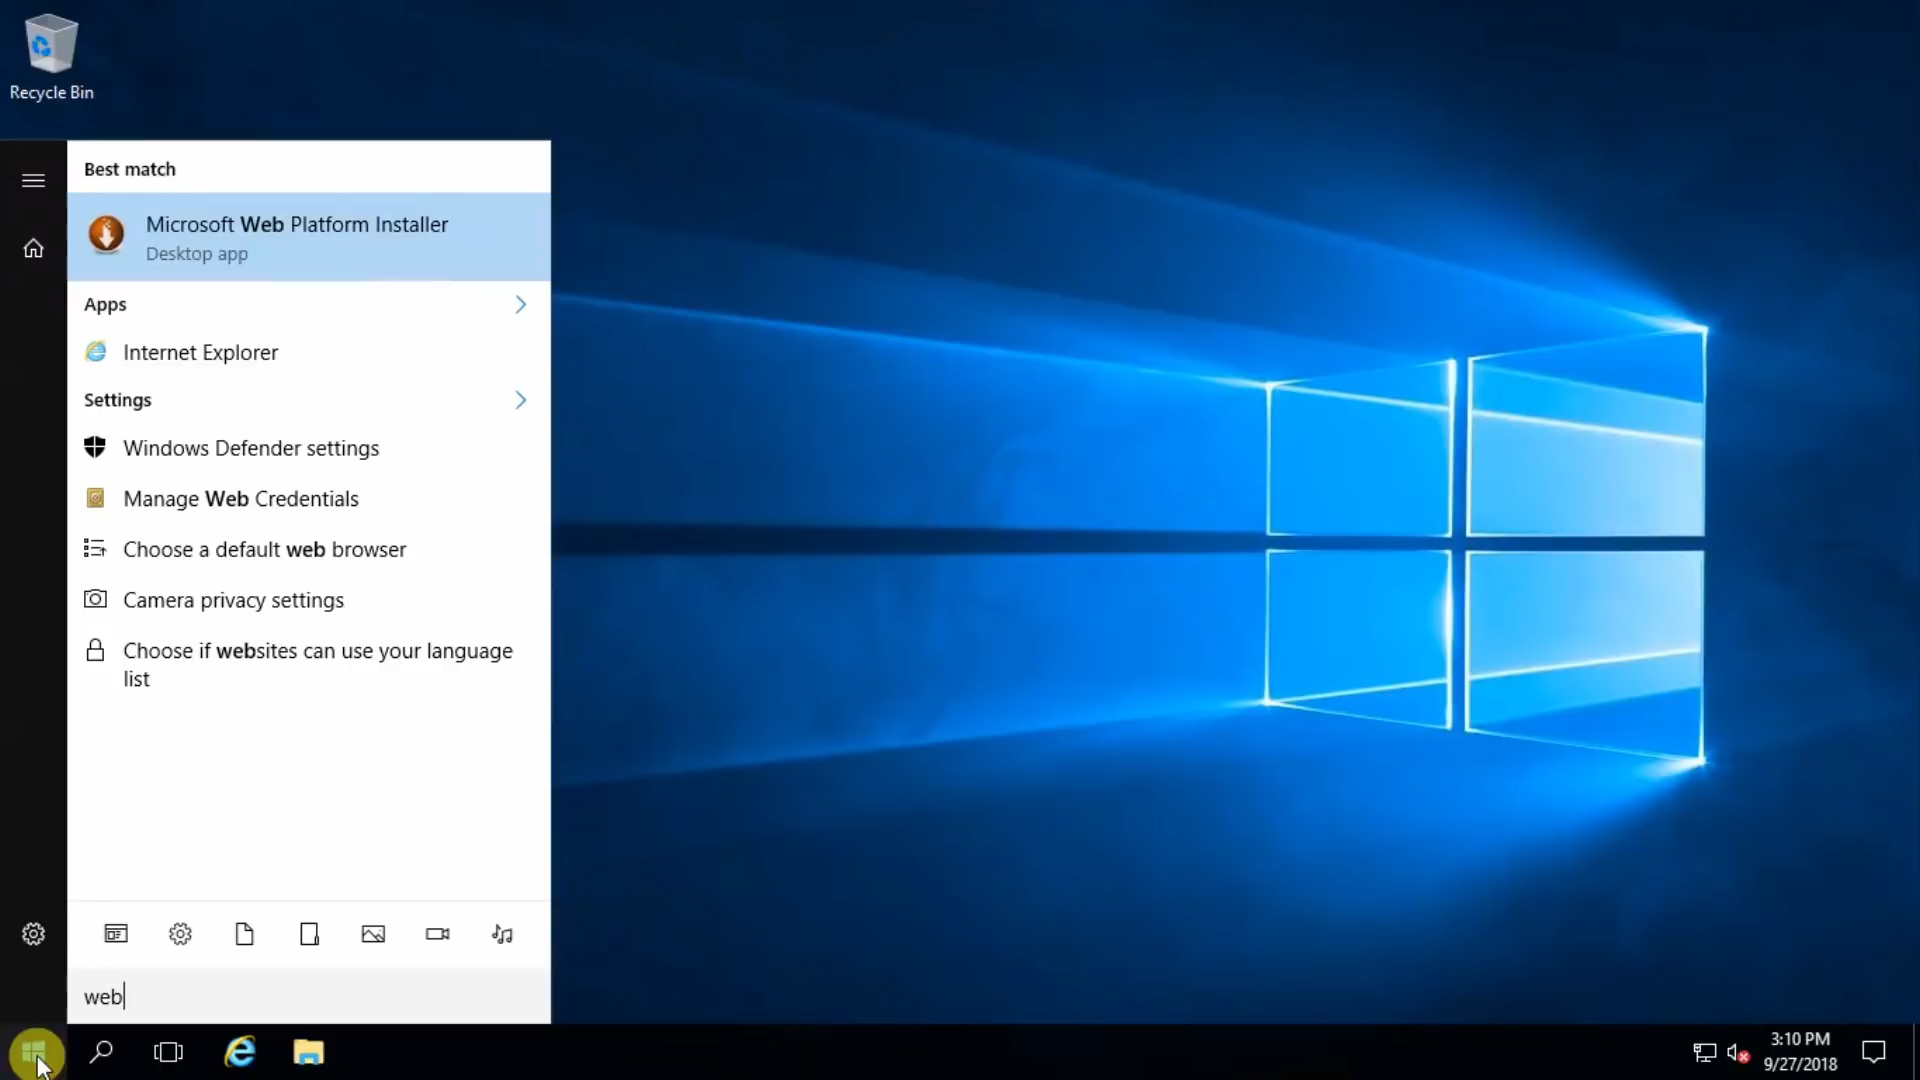 Recycle Bin
Best match
Microsoft Web Platform Installer
Desktop app
Apps
Internet Explorer
Settings
Windows Defender settings
Manage Web Credentials
Choose a default web browser
Camera privacy settings
Choose if websites can use your language
list
web
3:10 PM
9/27/2018